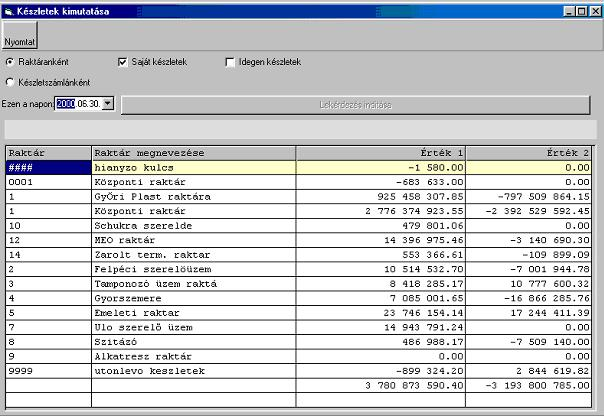 Készletek kimutatása
Nyomtat
Raktáranként Saját készletek Idegen készletek
Készletszámlánként
Ezen a napon: 2000.06.30. Lekérdezés indítása
Raktár Raktár megnevezése Érték 1 Érték 2
#### hianyzo kulcs -1 580.00 0.00
0001 Központi raktár -683 633.00 0.00
1 GyŐri Plast raktára 925 458 307.85 -797 509 864.15
1 Központi raktár 2 776 374 923.55 -2 392 529 592.45
10 Schukra szerelde 479 801.06 0.00
12 MEO raktár 14 396 975.46 -3 140 690.30
14 Zarolt term. raktar 553 366.61 -109 899.09
2 Felpéci szerelőüzem 10 514 532.70 -7 001 944.78
3 Tamponozó üzem raktá 8 418 285.17 10 777 600.32
4 Gyorszemere 7 085 001.65 -16 866 285.76
5 Emeleti raktar 23 746 154.14 17 244 411.39
7 Ulo szerelő üzem 14 943 791.24 0.00
8 Szitázó 486 988.17 -7 509 140.00
9 Alkatresz raktár 0.00 0.00
9999 utonlevo keszletek -899 324.20 2 844 619.82
3 780 873 590.40 -3 193 800 785.00